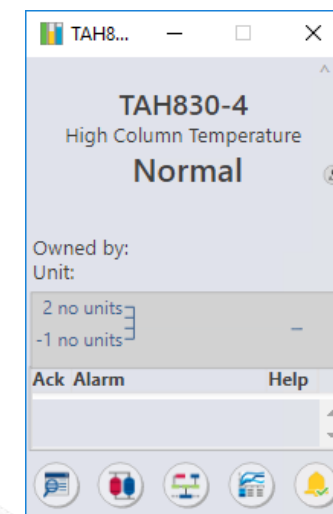 TAH8...
TAH830-4
High Column Temperature
Normal
Owned by:
Unit:
2 no units
-1 no units
Ack Alarm Help